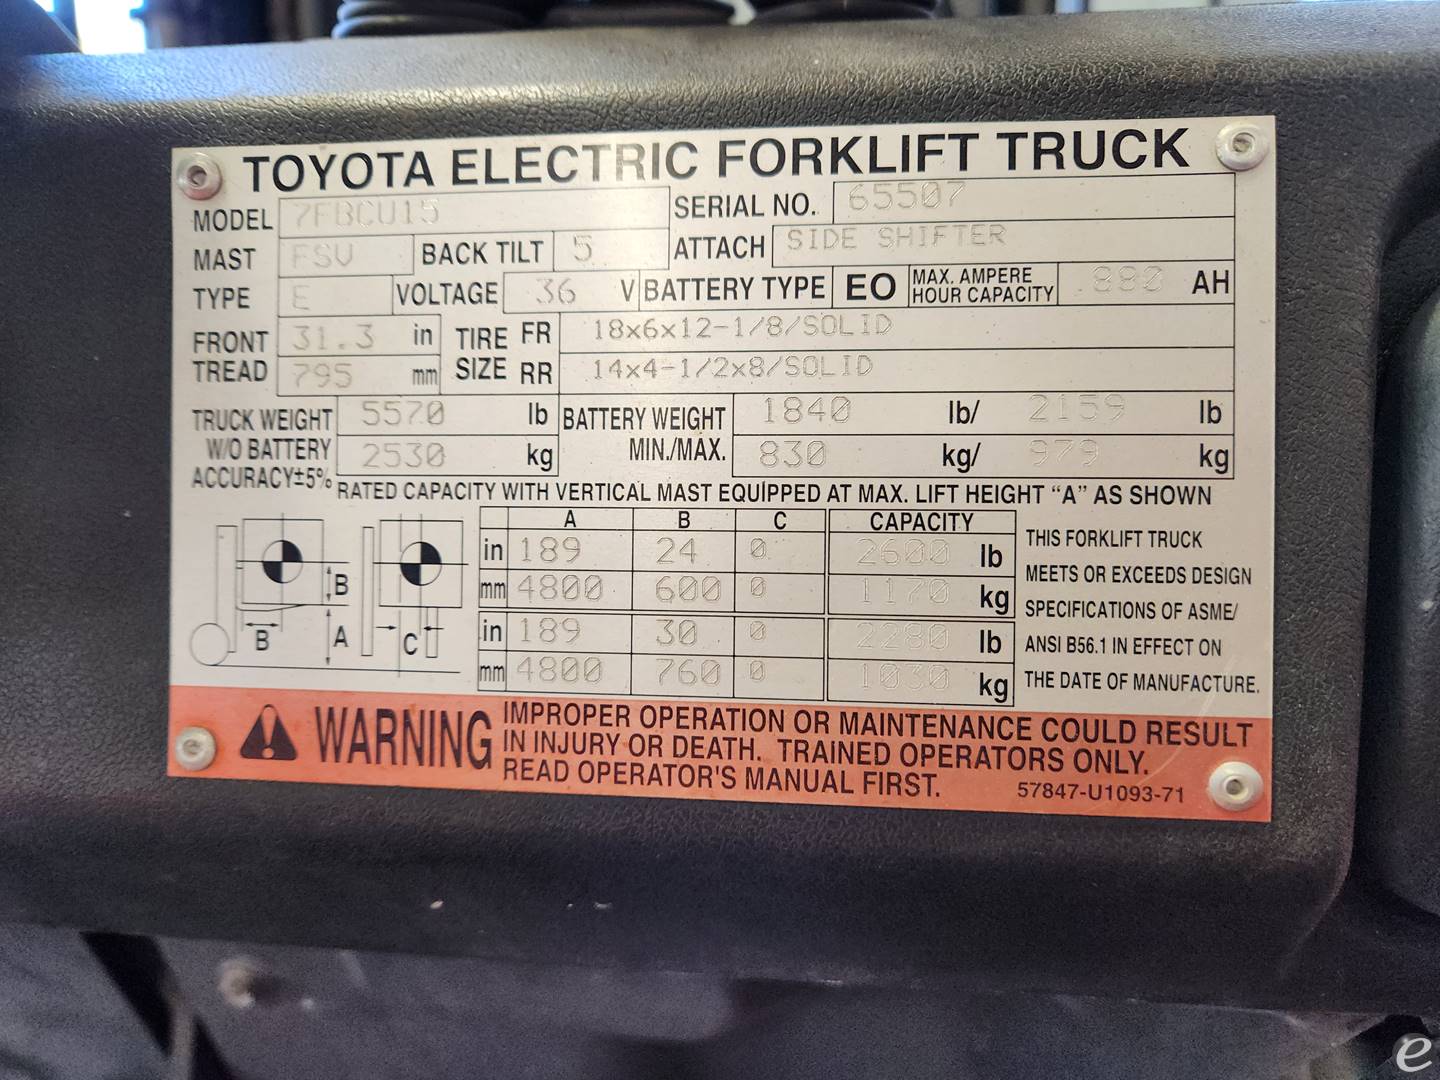 TOYOTA ELECTRIC FORKLIFT TRUCK
MODEL 7FBCU15 SERIAL NO. 65507
MAST FSV BACK TILT 5 ATTACH SIDE SHIFTER
TYPE E VOLTAGE 36 V BATTERY TYPE EO MAX. AMPERE HOUR CAPACITY 880 AH
FRONT TREAD 31.3 in TIRE SIZE FR 18x6x12-1/8/SOLID
795 mm RR 14x4-1/2x8/SOLID
TRUCK WEIGHT W/O BATTERY ACCURACY±5% 5570 lb BATTERY WEIGHT MIN./MAX. 1840 lb/ 2159 lb
2530 kg 830 kg/ 979 kg
RATED CAPACITY WITH VERTICAL MAST EQUIPPED AT MAX. LIFT HEIGHT “A” AS SHOWN
A B C CAPACITY
in 189 24 0 2600 lb
mm 4800 600 0 1170 kg
in 189 30 0 2280 lb
mm 4800 760 0 1030 kg
B
B A C
THIS FORKLIFT TRUCK
MEETS OR EXCEEDS DESIGN
SPECIFICATIONS OF ASME/
ANSI B56.1 IN EFFECT ON
THE DATE OF MANUFACTURE.
WARNING
IMPROPER OPERATION OR MAINTENANCE COULD RESULT
IN INJURY OR DEATH. TRAINED OPERATORS ONLY.
READ OPERATOR'S MANUAL FIRST.
57847-U1093-71
e